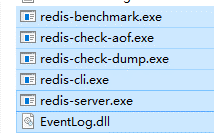 redis-benchmark.exe
redis-check-aof.exe
redis-check-dump.exe
redis-cli.exe
redis-server.exe
EventLog.dll